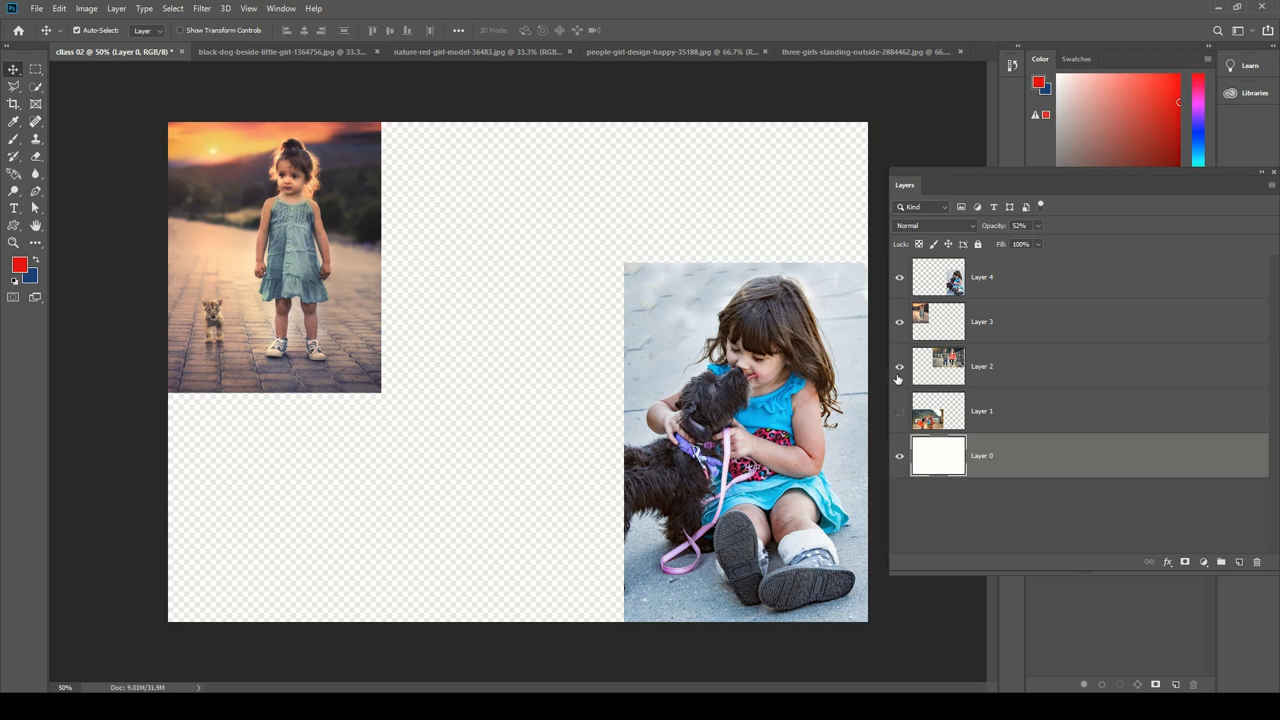 Ps File Edit Image Layer Type Select Filter 3D View Window Help
Auto-Select: Layer Show Transform Controls 3D Mode:
cllass 02 @ 50% (Layer 0, RGB/8) * × black-dog-beside-little-girl-1364756.jpg @ 33.3... × nature-red-girl-model-36483.jpg @ 33.3% (RGB... × people-girl-design-happy-35188.jpg @ 66.7% (R... × three-girls-standing-outside-2884462.jpg @ 66.... ×
Color Swatches
Learn
Libraries
Layers
Kind
Normal Opacity: 52%
Lock: Fill: 100%
Layer 4
Layer 3
Layer 2
Layer 1
Layer 0
50% Doc: 9.01M/31.9M